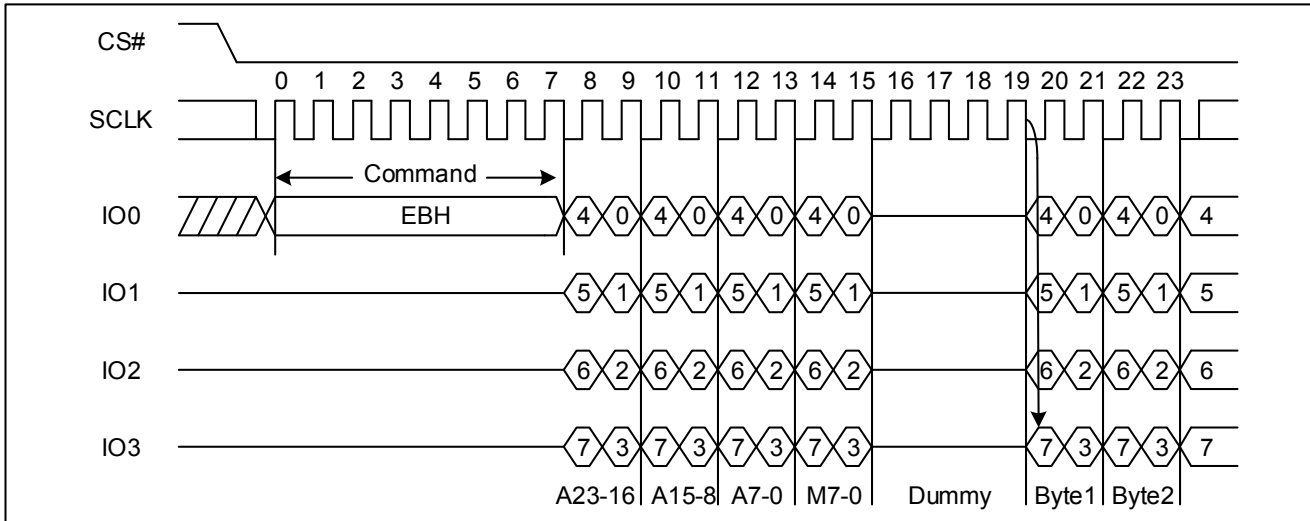 CS#
0 1 2 3 4 5 6 7 8 9 10 11 12 13 14 15 16 17 18 19 20 21 22 23
SCLK
Command
IO0 EBH 4 0 4 0 4 0 4 0 4 0 4 0 4
IO1 5 1 5 1 5 1 5 1 5 1 5 1 5
IO2 6 2 6 2 6 2 6 2 6 2 6 2 6
IO3 7 3 7 3 7 3 7 3 7 3 7 3 7
A23-16 A15-8 A7-0 M7-0 Dummy Byte1 Byte2